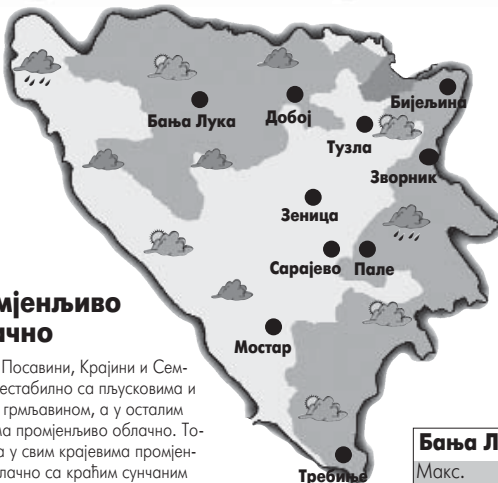 Бања Лука
Добој
Бијељина
Тузла
Зворник
Зеница
Сарајево
Пале
Мостар
Требиње
мјенљиво
чно
Посавини, Крајини и Сем-
естабилно са пљусковима и
грмљавином, а у осталим
ма промјенљиво облачно. То-
а у свим крајевима промјен-
лачно са краћим сунчаним
Бања Л
Макс.